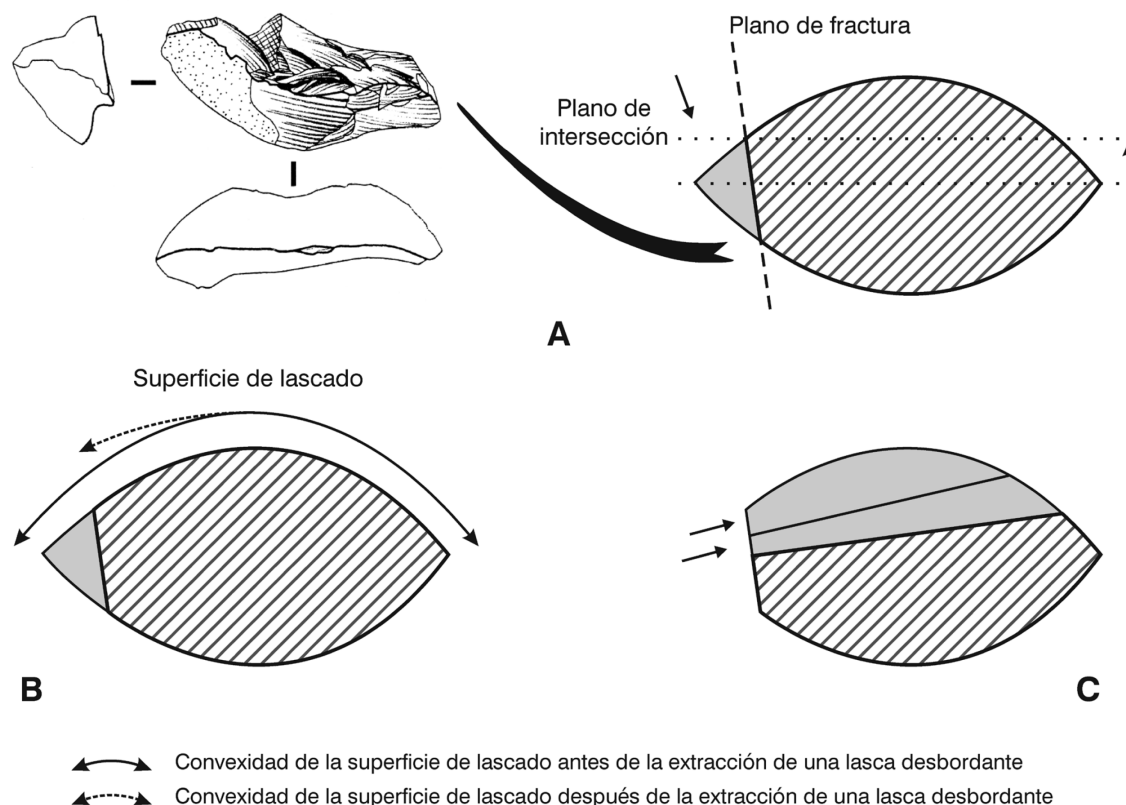 Plano de fractura
Plano de
intersección
A
Superficie de lascado
B
C
Convexidad de la superficie de lascado antes de la extracción de una lasca desbordante
Convexidad de la superficie de lascado después de la extracción de una lasca desbordante